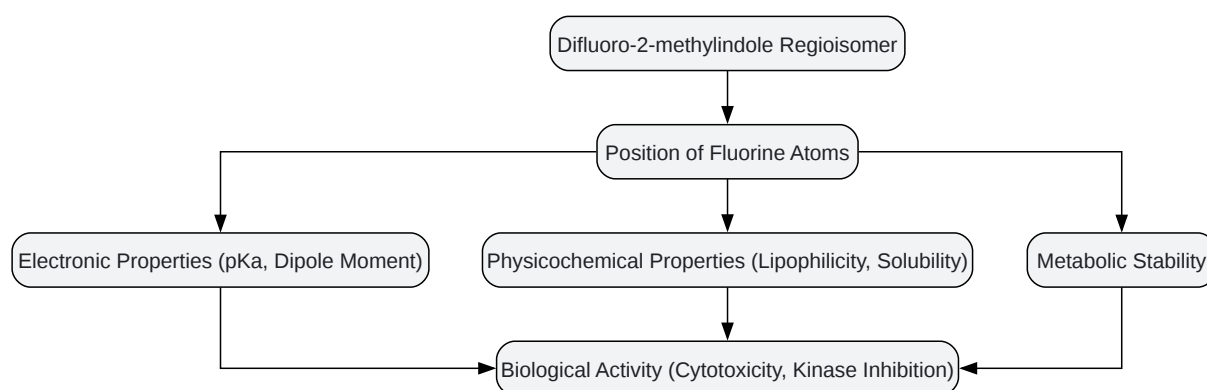 Difluoro-2-methylindole Regioisomer
Position of Fluorine Atoms
Electronic Properties (pKa, Dipole Moment)
Physicochemical Properties (Lipophilicity, Solubility)
Metabolic Stability
Biological Activity (Cytotoxicity, Kinase Inhibition)